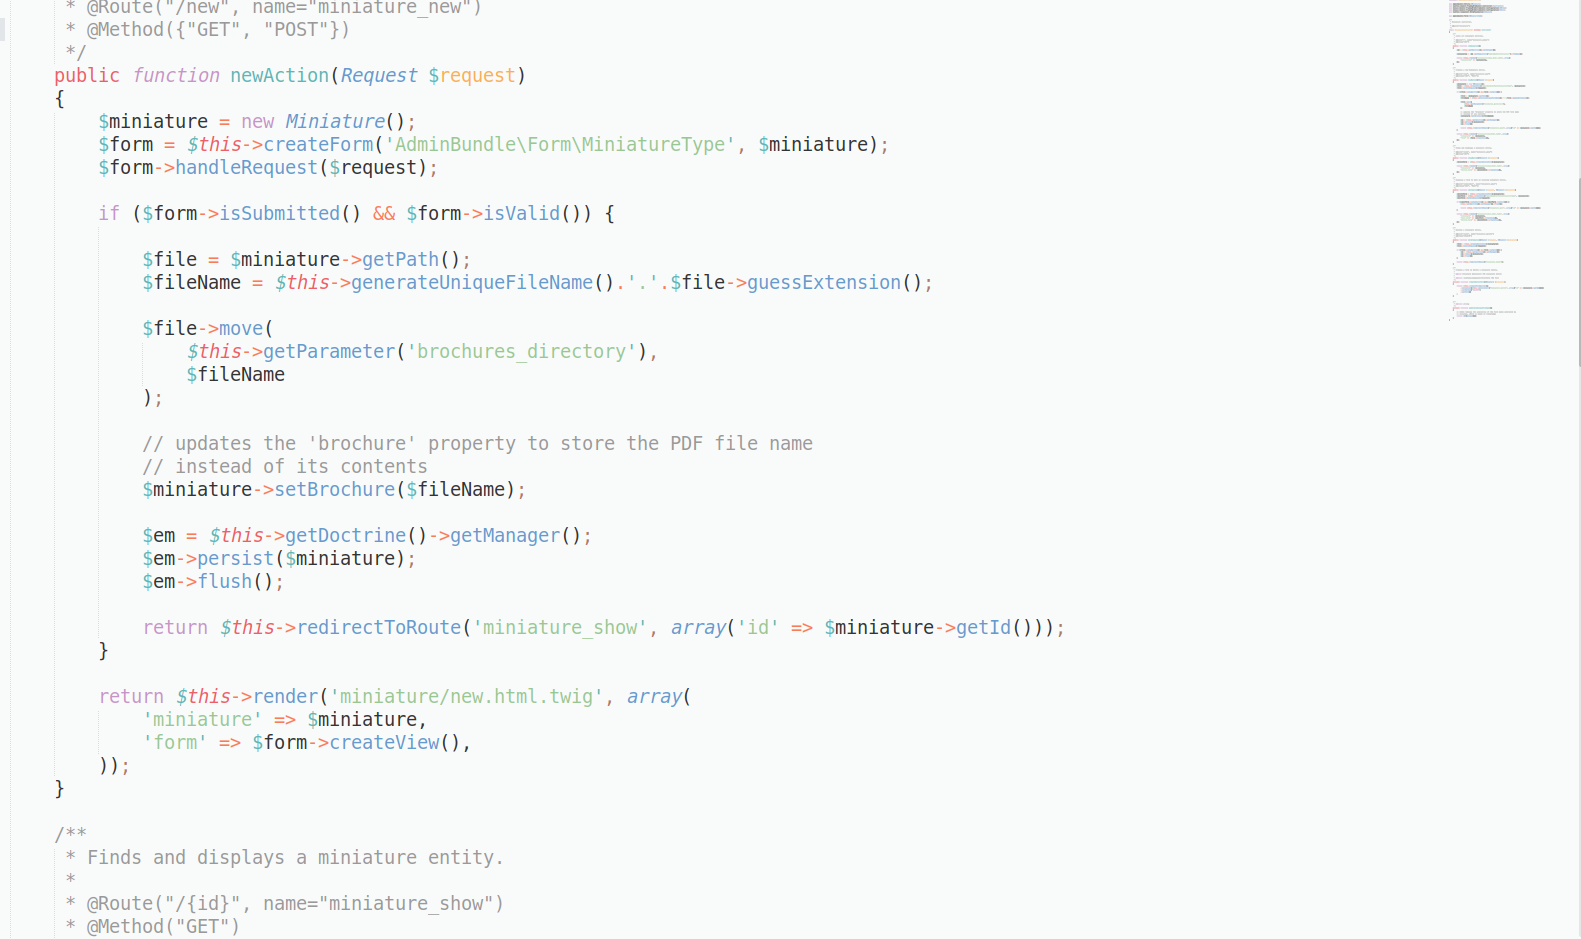 * @Route("/new", name="miniature_new")
* @Method({"GET", "POST"})
*/
public function newAction(Request $request)
{
$miniature = new Miniature();
$form = $this->createForm('AdminBundle\Form\MiniatureType', $miniature);
$form->handleRequest($request);
if ($form->isSubmitted() && $form->isValid()) {
$file = $miniature->getPath();
$fileName = $this->generateUniqueFileName().'.'.$file->guessExtension();
$file->move(
$this->getParameter('brochures_directory'),
$fileName
);
// updates the 'brochure' property to store the PDF file name
// instead of its contents
$miniature->setBrochure($fileName);
$em = $this->getDoctrine()->getManager();
$em->persist($miniature);
$em->flush();
return $this->redirectToRoute('miniature_show', array('id' => $miniature->getId()));
}
return $this->render('miniature/new.html.twig', array(
'miniature' => $miniature,
'form' => $form->createView(),
));
}
/**
* Finds and displays a miniature entity.
*
* @Route("/{id}", name="miniature_show")
* @Method("GET")